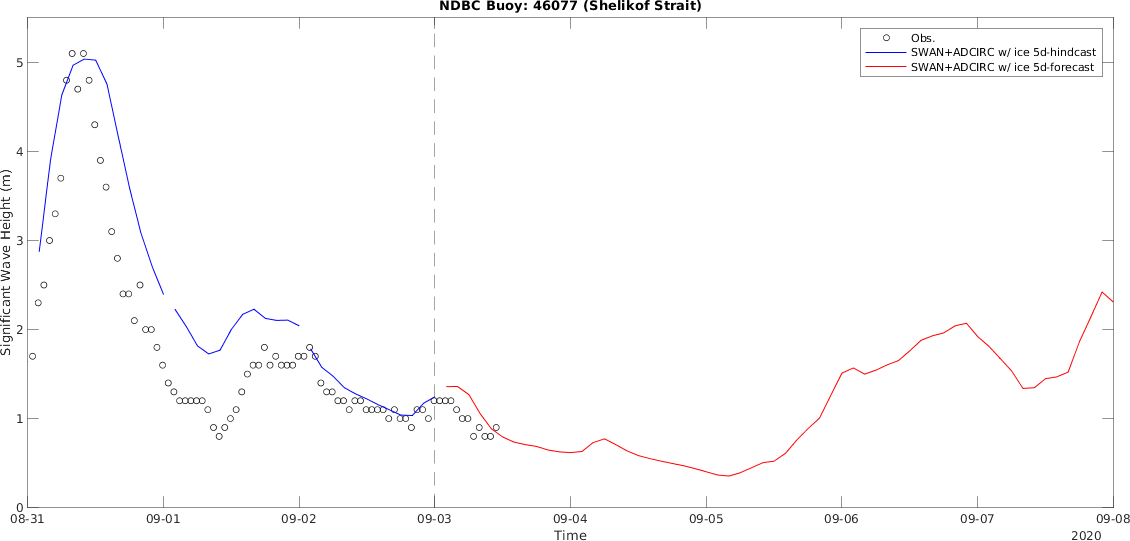 NDBC Buoy: 46077 (Shelikof Strait)
Obs.
SWAN+ADCIRC w/ ice 5d-hindcast
SWAN+ADCIRC w/ ice 5d-forecast
Significant Wave Height (m)
5
4
3
2
1
0
08-31 09-01 09-02 09-03 09-04 09-05 09-06 09-07 09-08
Time
2020